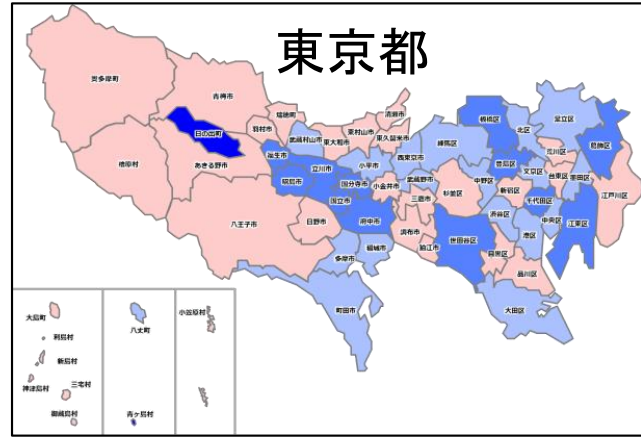 東京都
奥多摩町
青梅市
瑞穂町
清瀬市
板橋区
北区
足立区
葛飾区
日の出町
羽村市
武蔵村山市
東大和市
東村山市
東久留米市
練馬区
荒川区
檜原村
あきる野市
福生市
立川市
小平市
西東京市
豊島区
文京区
台東区
墨田区
昭島市
国分寺市
小金井市
武蔵野市
中野区
新宿区
千代田区
江戸川区
国立市
三鷹市
杉並区
渋谷区
中央区
江東区
八王子市
日野市
府中市
調布市
世田谷区
港区
多摩市
稲城市
狛江市
目黒区
品川区
町田市
大田区
大島町
利島村
新島村
神津島村
三宅村
御蔵島村
八丈町
青ヶ島村
小笠原村